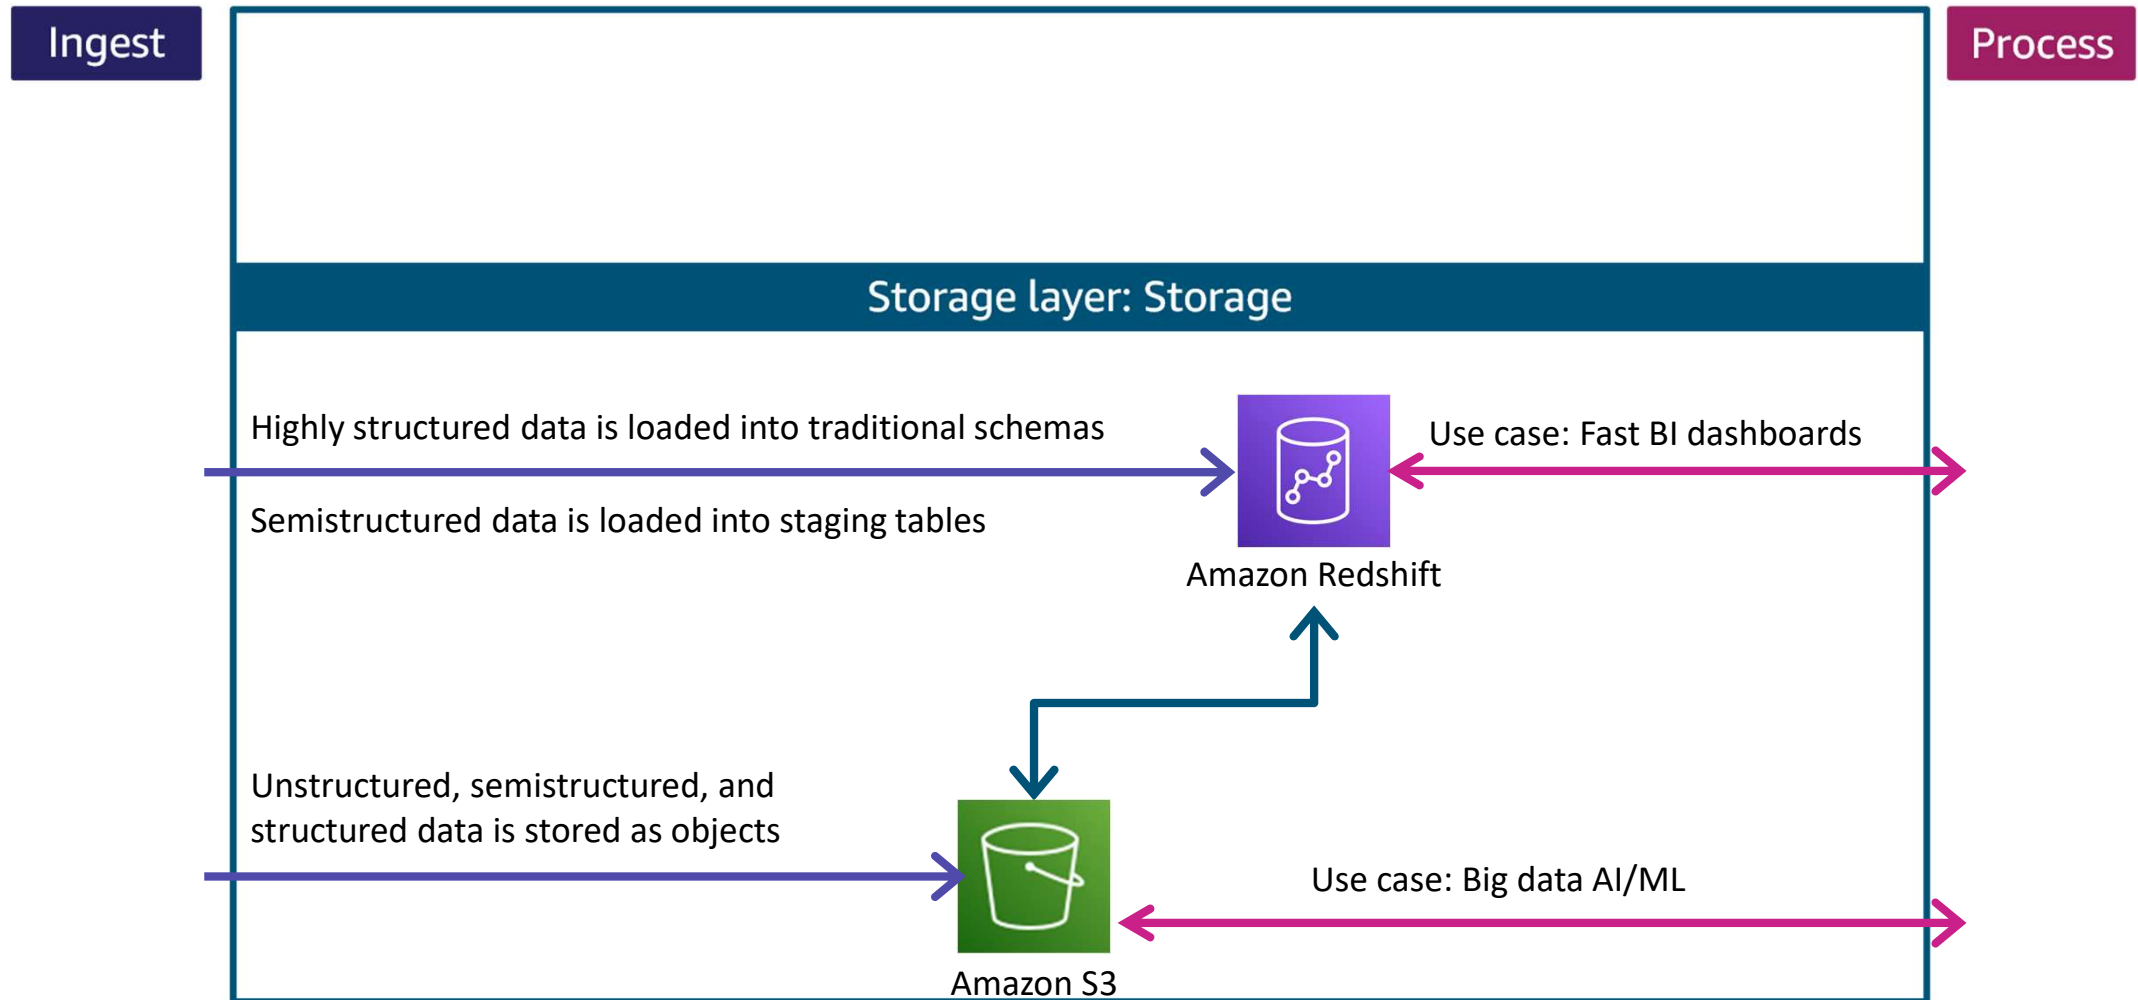 Ingest
Process
Storage layer: Storage
Highly structured data is loaded into traditional schemas
Use case: Fast BI dashboards
Semistructured data is loaded into staging tables
Amazon Redshift
Unstructured, semistructured, and
structured data is stored as objects
Use case: Big data AI/ML
Amazon S3